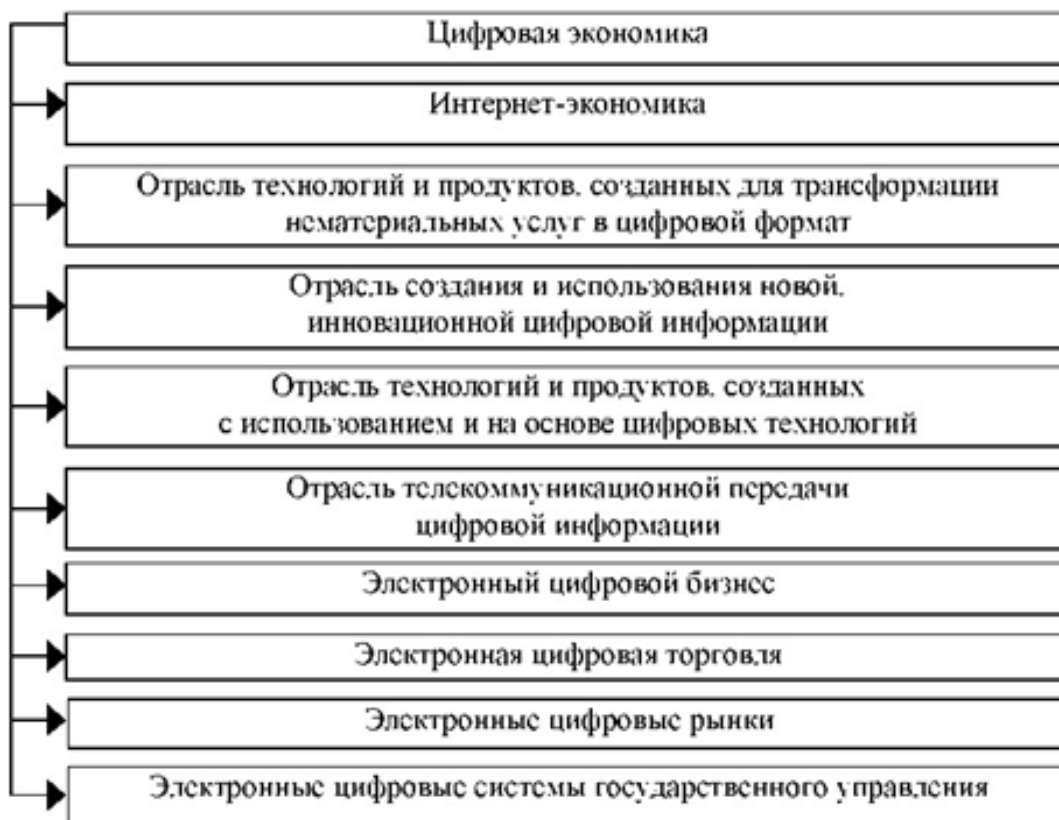 Цифровая экономика
Интернет-экономика
Отрасль технологий и продуктов, созданных для трансформации
нематериальных услуг в цифровой формат
Отрасль создания и использования новой,
инновационной цифровой информации
Отрасль технологий и продуктов, созданных
с использованием и на основе цифровых технологий
Отрасль телекоммуникационной передачи
цифровой информации
Электронный цифровой бизнес
Электронная цифровая торговля
Электронные цифровые рынки
Электронные цифровые системы государственного управления